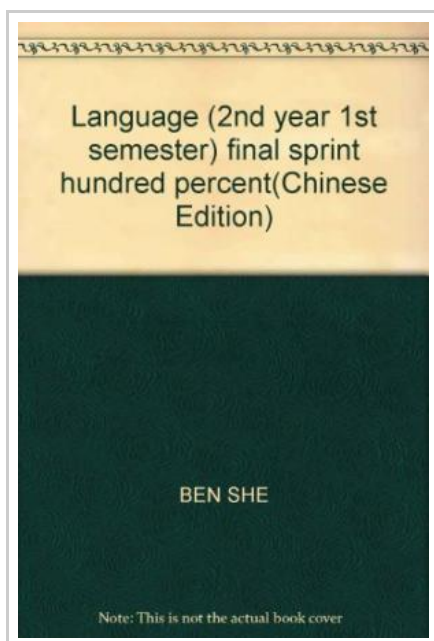 Language (2nd year 1st
semester) final sprint
hundred percent(Chinese
Edition)
BEN SHE
Note: This is not the actual book cover